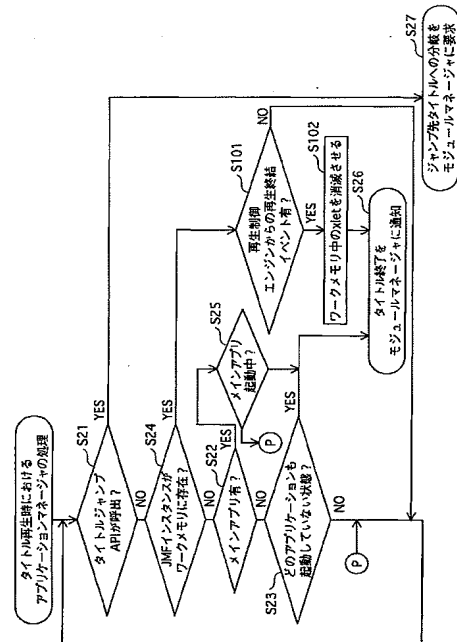 タイトル再生時における
アプリケーションマネージャの処理
S21
タイトルジャンプ
APIが呼出？
YES
NO
S24
JMFインスタンスが
ワークメモリに存在？
YES
NO
S22
メインアプリ有？
YES
NO
S23
どのアプリケーションも
起動していない状態？
YES
NO
S25
メインアプリ
起動中？
P
P
S101
再生制御
エンジンからの再生終結
イベント有？
NO
YES
S102
ワークメモリ中のxletを消滅させる
S26
タイトル終了を
モジュールマネージャに通知
S27
ジャンプ先タイトルへの分岐を
モジュールマネージャに要求